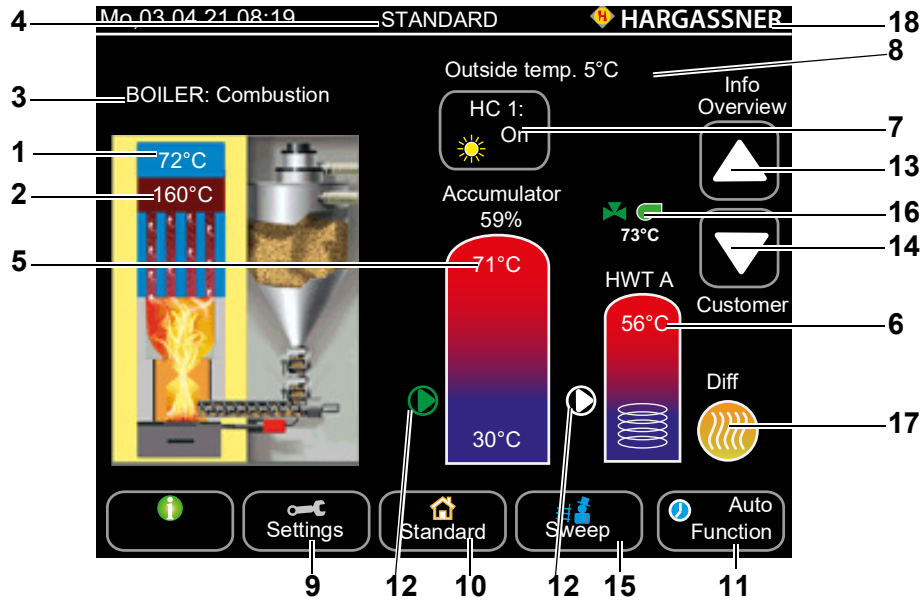 Mo,03.04.21 08:19 STANDARD HARGASSNER
4
18
Outside temp. 5°C
8
3
BOILER: Combustion
Info
Overview
HC 1:
On
7
1
72°C
13
2
160°C
Accumulator
59%
16
73°C
14
5
71°C
HWT A
Customer
56°C
6
Diff
17
30°C
Settings
Standard
Sweep
Auto
Function
9
12
10
12
15
11